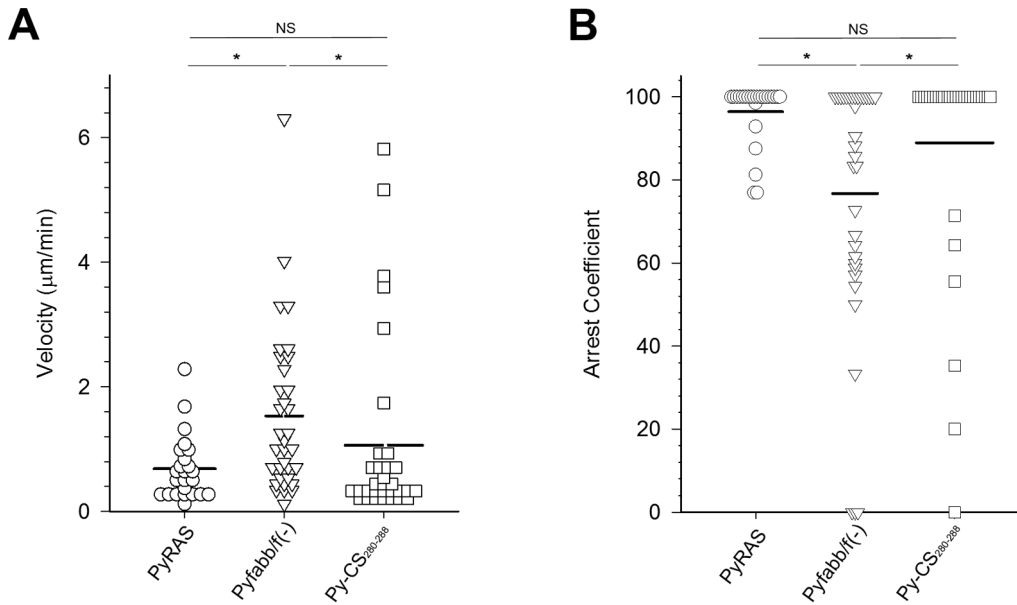 A
NS
* *
6
4
2
0
Velocity (μm/min)
PyRAS
Pyfabb/f(-)
Py-CS280-288
B
NS
* *
100
80
60
40
20
0
Arrest Coefficient
PyRAS
Pyfabb/f(-)
Py-CS280-288